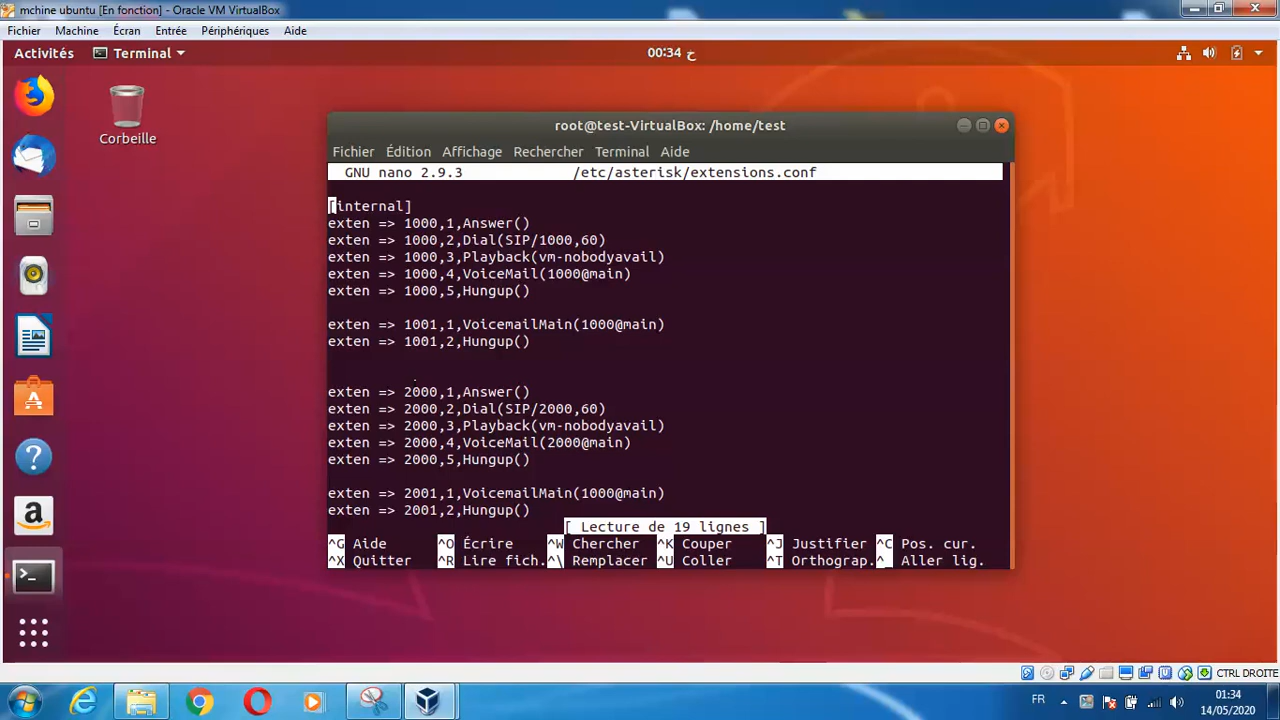 mchine ubuntu [En fonction] - Oracle VM VirtualBox
Fichier Machine Écran Entrée Périphériques Aide
Activités Terminal 00:34 ح
Corbeille
root@test-VirtualBox: /home/test
Fichier Édition Affichage Rechercher Terminal Aide
GNU nano 2.9.3 /etc/asterisk/extensions.conf
[internal]
exten => 1000,1,Answer()
exten => 1000,2,Dial(SIP/1000,60)
exten => 1000,3,Playback(vm-nobodyavail)
exten => 1000,4,VoiceMail(1000@main)
exten => 1000,5,Hungup()
exten => 1001,1,VoicemailMain(1000@main)
exten => 1001,2,Hungup()
exten => 2000,1,Answer()
exten => 2000,2,Dial(SIP/2000,60)
exten => 2000,3,Playback(vm-nobodyavail)
exten => 2000,4,VoiceMail(2000@main)
exten => 2000,5,Hungup()
exten => 2001,1,VoicemailMain(1000@main)
exten => 2001,2,Hungup()
[ Lecture de 19 lignes ]
^G Aide ^O Écrire ^W Chercher ^K Couper ^J Justifier ^C Pos. cur.
^X Quitter ^R Lire fich. ^\ Remplacer ^U Coller ^T Orthograp. ^_ Aller lig.
CTRL DROITE
FR 01:34
14/05/2020